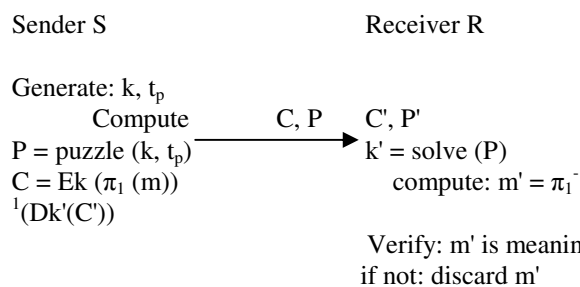 Sender S Receiver R
Generate: k, tₚ
Compute C, P C', P'
P = puzzle (k, tₚ) k' = solve (P)
C = Ek (π₁ (m)) compute: m' = π₁⁻
¹(Dk'(C'))
Verify: m' is meanin
if not: discard m'